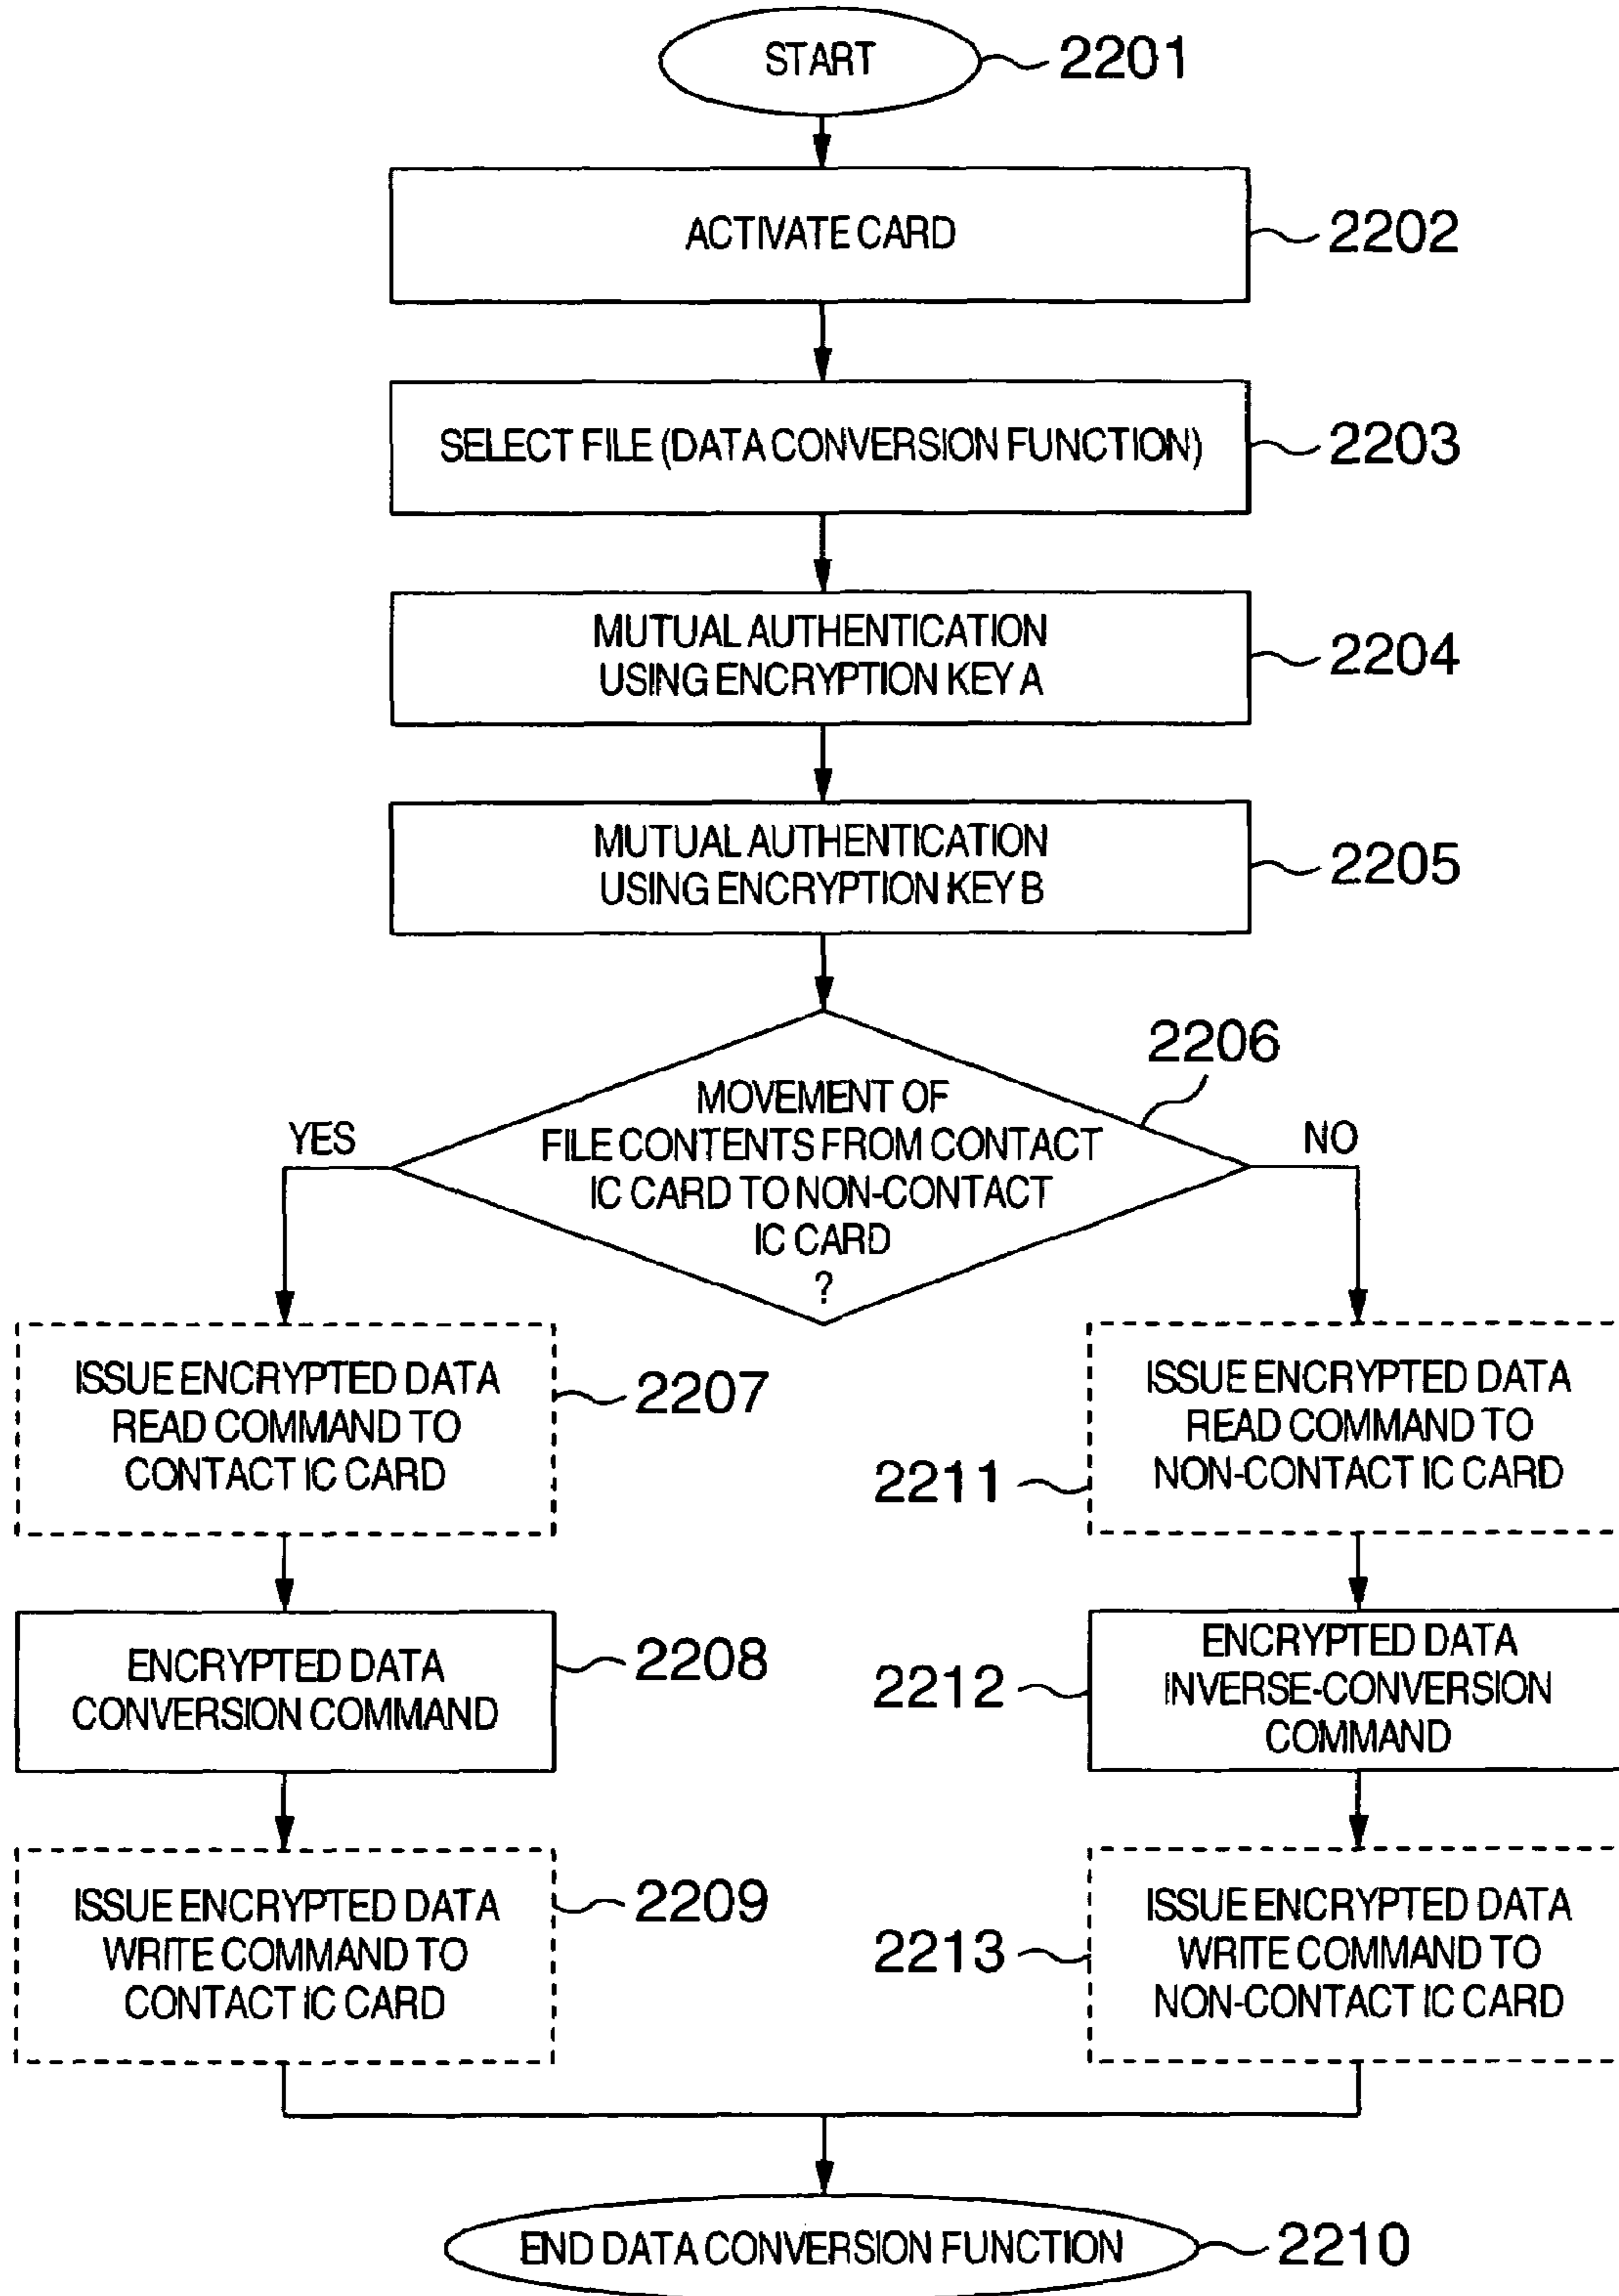 START
2201
ACTIVATE CARD
2202
SELECT FILE (DATA CONVERSION FUNCTION)
2203
MUTUAL AUTHENTICATION
USING ENCRYPTION KEY A
2204
MUTUAL AUTHENTICATION
USING ENCRYPTION KEY B
2205
2206
MOVEMENT OF
FILE CONTENTS FROM CONTACT
IC CARD TO NON-CONTACT
IC CARD
?
YES
NO
ISSUE ENCRYPTED DATA
READ COMMAND TO
CONTACT IC CARD
2207
ISSUE ENCRYPTED DATA
READ COMMAND TO
NON-CONTACT IC CARD
2211
ENCRYPTED DATA
CONVERSION COMMAND
2208
ENCRYPTED DATA
INVERSE-CONVERSION
COMMAND
2212
ISSUE ENCRYPTED DATA
WRITE COMMAND TO
CONTACT IC CARD
2209
ISSUE ENCRYPTED DATA
WRITE COMMAND TO
NON-CONTACT IC CARD
2213
END DATA CONVERSION FUNCTION
2210